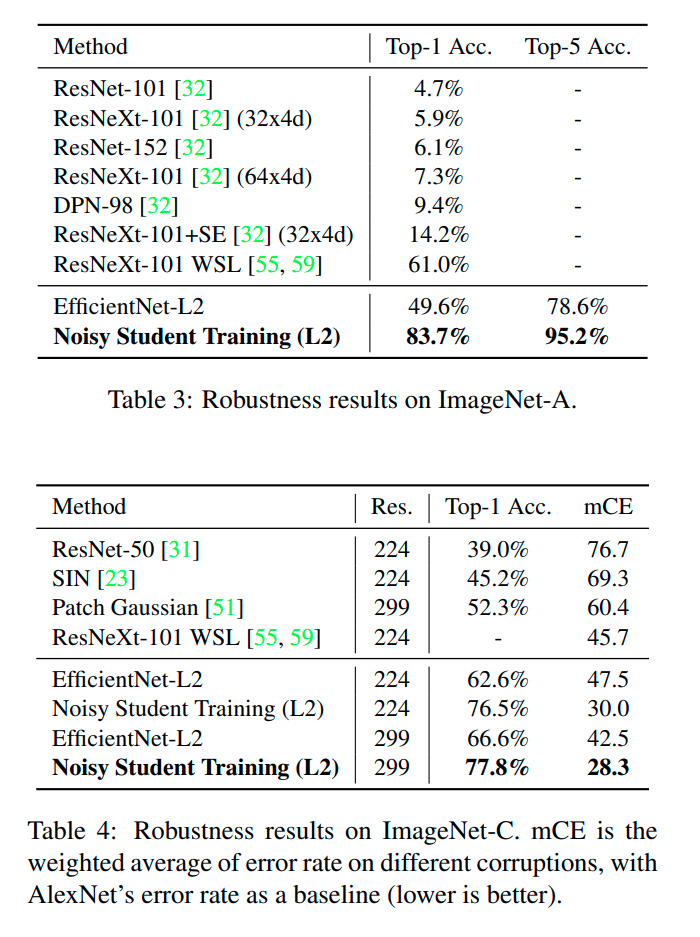 Method Top-1 Acc. Top-5 Acc.
ResNet-101 [32] 4.7% -
ResNeXt-101 [32] (32x4d) 5.9% -
ResNet-152 [32] 6.1% -
ResNeXt-101 [32] (64x4d) 7.3% -
DPN-98 [32] 9.4% -
ResNeXt-101+SE [32] (32x4d) 14.2% -
ResNeXt-101 WSL [55, 59] 61.0% -
EfficientNet-L2 49.6% 78.6%
Noisy Student Training (L2) 83.7% 95.2%
Table 3: Robustness results on ImageNet-A.
Method Res. Top-1 Acc. mCE
ResNet-50 [31] 224 39.0% 76.7
SIN [23] 224 45.2% 69.3
Patch Gaussian [51] 299 52.3% 60.4
ResNeXt-101 WSL [55, 59] 224 - 45.7
EfficientNet-L2 224 62.6% 47.5
Noisy Student Training (L2) 224 76.5% 30.0
EfficientNet-L2 299 66.6% 42.5
Noisy Student Training (L2) 299 77.8% 28.3
Table 4: Robustness results on ImageNet-C. mCE is the
weighted average of error rate on different corruptions, with
AlexNet's error rate as a baseline (lower is better).